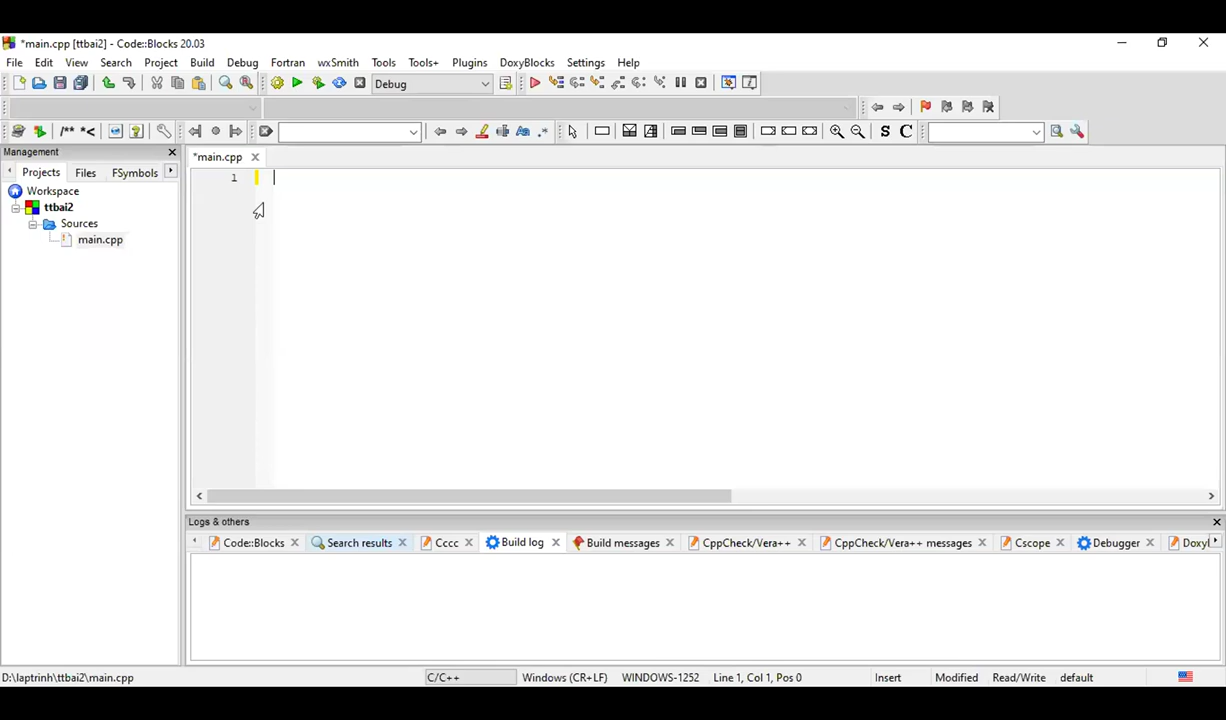 *main.cpp [ttbai2] - Code::Blocks 20.03
File Edit View Search Project Build Debug Fortran wxSmith Tools Tools+ Plugins DoxyBlocks Settings Help
Debug
/** *<
Aa .*
S C
Management
*main.cpp
Projects Files FSymbols
1
Workspace
ttbai2
Sources
main.cpp
Logs & others
Code::Blocks Search results Cccc Build log Build messages CppCheck/Vera++ CppCheck/Vera++ messages Cscope Debugger Doxyl
D:\laptrinh\ttbai2\main.cpp C/C++ Windows (CR+LF) WINDOWS-1252 Line 1, Col 1, Pos 0 Insert Modified Read/Write default